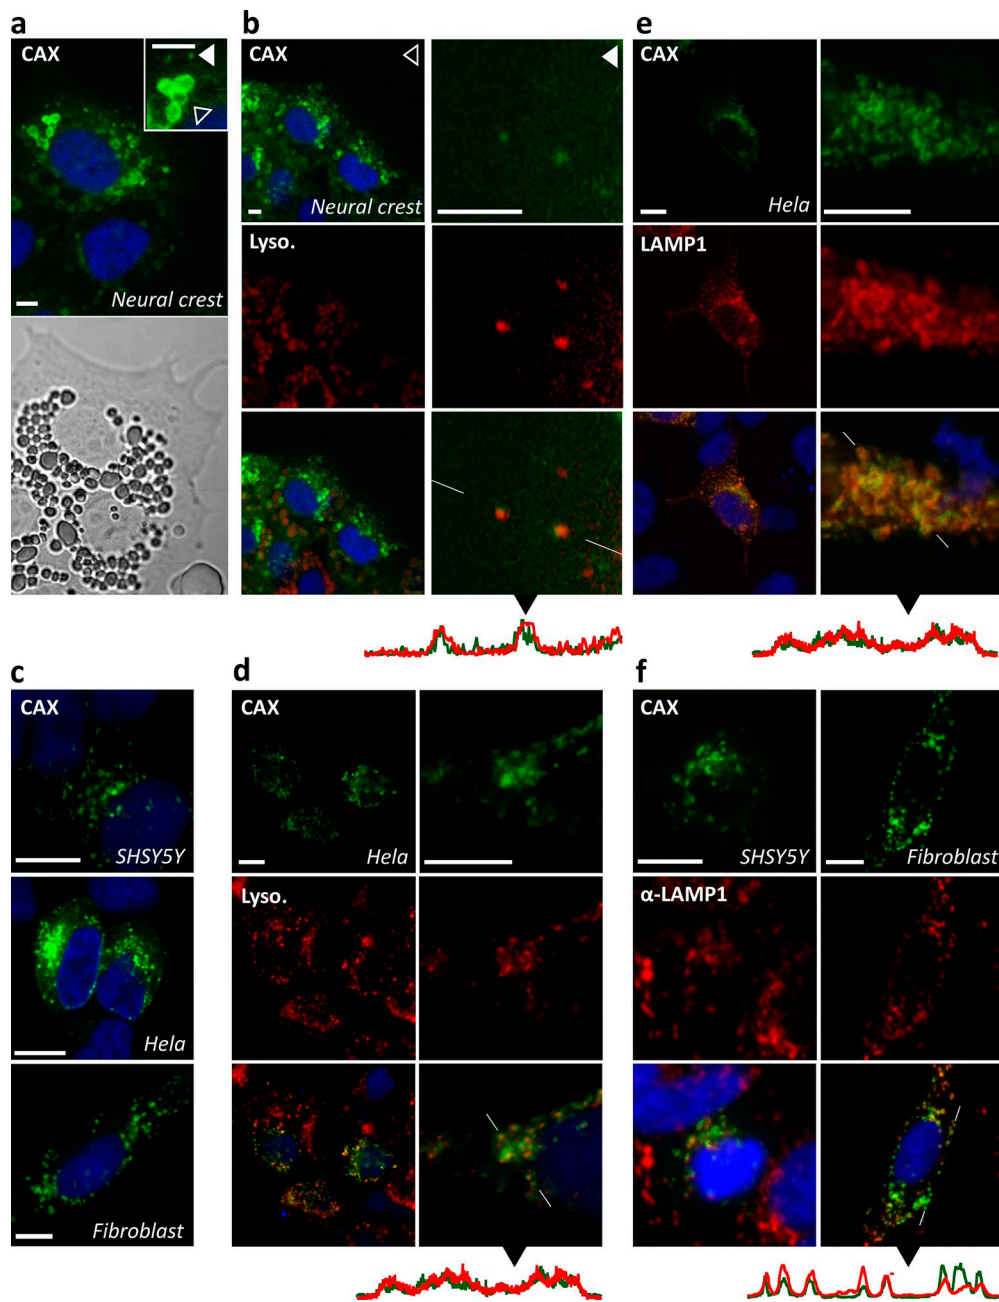 a
CAX
Neural crest
b
CAX
Neural crest
Lyso.
e
CAX
Hela
LAMP1
c
CAX
SHSY5Y
Hela
Fibroblast
d
CAX
Hela
Lyso.
f
CAX
SHSY5Y
Fibroblast
α-LAMP1